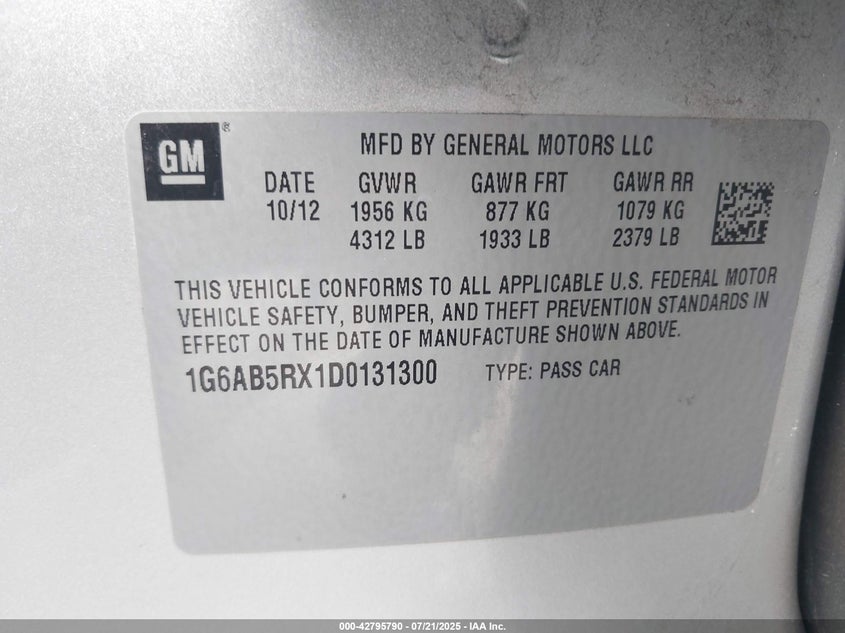 GM®
MFD BY GENERAL MOTORS LLC
DATE GVWR GAWR FRT GAWR RR
10/12 1956 KG 877 KG 1079 KG
4312 LB 1933 LB 2379 LB
THIS VEHICLE CONFORMS TO ALL APPLICABLE U.S. FEDERAL MOTOR
VEHICLE SAFETY, BUMPER, AND THEFT PREVENTION STANDARDS IN
EFFECT ON THE DATE OF MANUFACTURE SHOWN ABOVE.
1G6AB5RX1D0131300 TYPE: PASS CAR
000-42795790 - 07/21/2025 - IAA Inc.